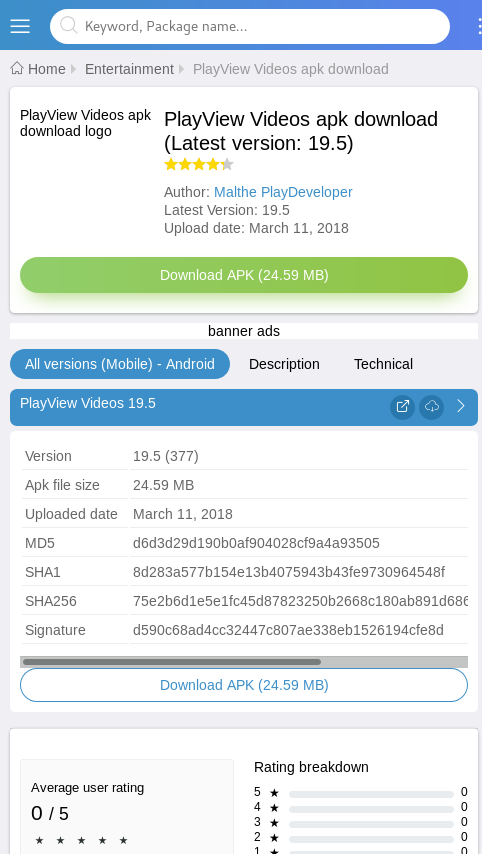 Keyword, Package name...
Home Entertainment PlayView Videos apk download
PlayView Videos apk
download logo
PlayView Videos apk download
(Latest version: 19.5)
Author: Malthe PlayDeveloper
Latest Version: 19.5
Upload date: March 11, 2018
Download APK (24.59 MB)
banner ads
All versions (Mobile) - Android Description Technical
PlayView Videos 19.5
Version 19.5 (377)
Apk file size 24.59 MB
Uploaded date March 11, 2018
MD5 d6d3d29d190b0af904028cf9a4a93505
SHA1 8d283a577b154e13b4075943b43fe9730964548f
SHA256 75e2b6d1e5e1fc45d87823250b2668c180ab891d686
Signature d590c68ad4cc32447c807ae338eb1526194cfe8d
Download APK (24.59 MB)
Average user rating
0 / 5
★ ★ ★ ★ ★
Rating breakdown
5 ★ 0
4 ★ 0
3 ★ 0
2 ★ 0
1 ★ 0